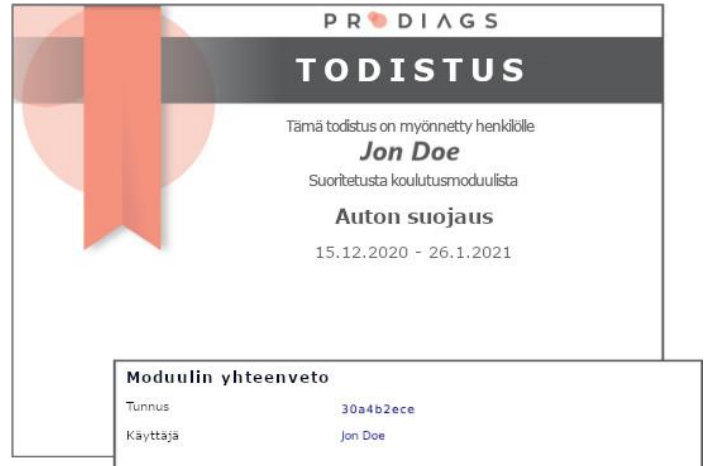 PRODIAGS
TODISTUS
Tämä todistus on myönnetty henkilölle
Jon Doe
Suoritetusta koulutusmoduulista
Auton suojaus
15.12.2020 - 26.1.2021
Moduulin yhteenveto
Tunnus 30a4b2ece
Käyttäjä Jon Doe